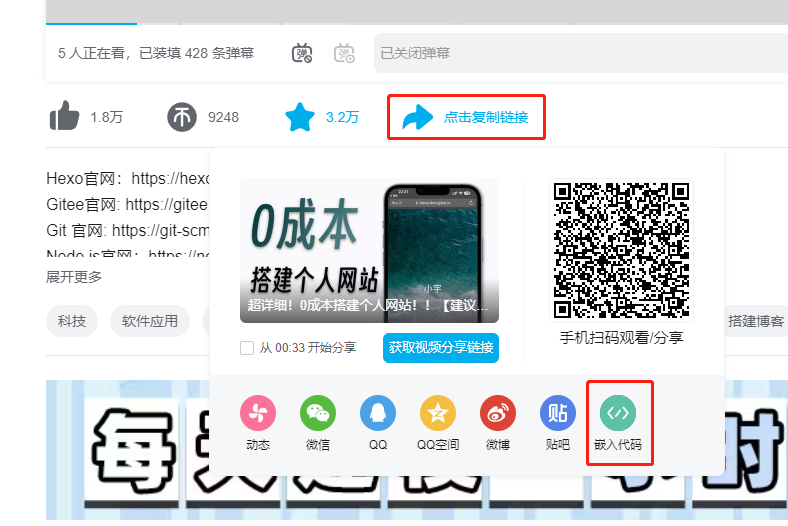 5 人正在看，已装填 428 条弹幕
弹
弹
已关闭弹幕
1.8万
币
9248
3.2万
点击复制链接
Hexo官网：https://hexo
Gitee官网: https://gitee
Git 官网: https://git-scm
Node.js官网：https://no
展开更多
科技
软件应用
搭建博客
0成本
搭建个人网站
22:31
小宇
超详细！0成本搭建个人网站！！【建议...
从 00:33 开始分享
获取视频分享链接
手机扫码观看/分享
动态
微信
QQ
QQ空间
微博
贴
贴吧
嵌入代码
每
时